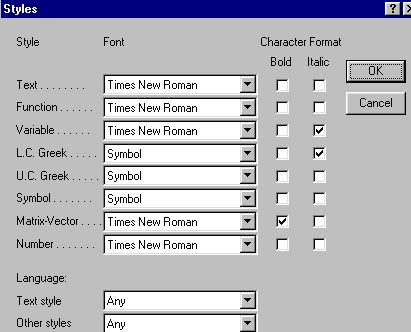 Styles
Style Font Character Format
Bold Italic
OK
Text . . . . . . . . Times New Roman
Cancel
Function . . . . . Times New Roman
Variable . . . . . . Times New Roman
L.C. Greek . . . . . Symbol
U.C. Greek . . . . . Symbol
Symbol . . . . . . . Symbol
Matrix-Vector . . . . Times New Roman
Number . . . . . . . Times New Roman
Language:
Text style Any
Other styles Any